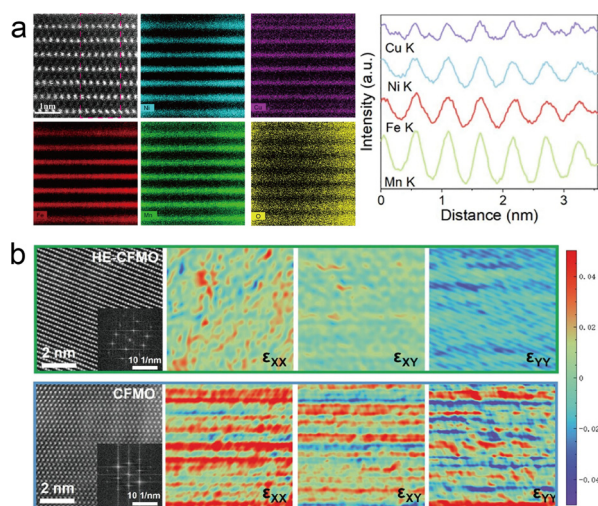 a
1 nm
Ni
Cu
Fe
Mn
O
Intensity (a.u.)
Cu K
Ni K
Fe K
Mn K
0
1
2
3
Distance (nm)
b
HE-CFMO
2 nm
10 1/nm
εXX
εXY
εYY
CFMO
2 nm
10 1/nm
εXX
εXY
εYY
0.04
0.02
0
-0.02
-0.04